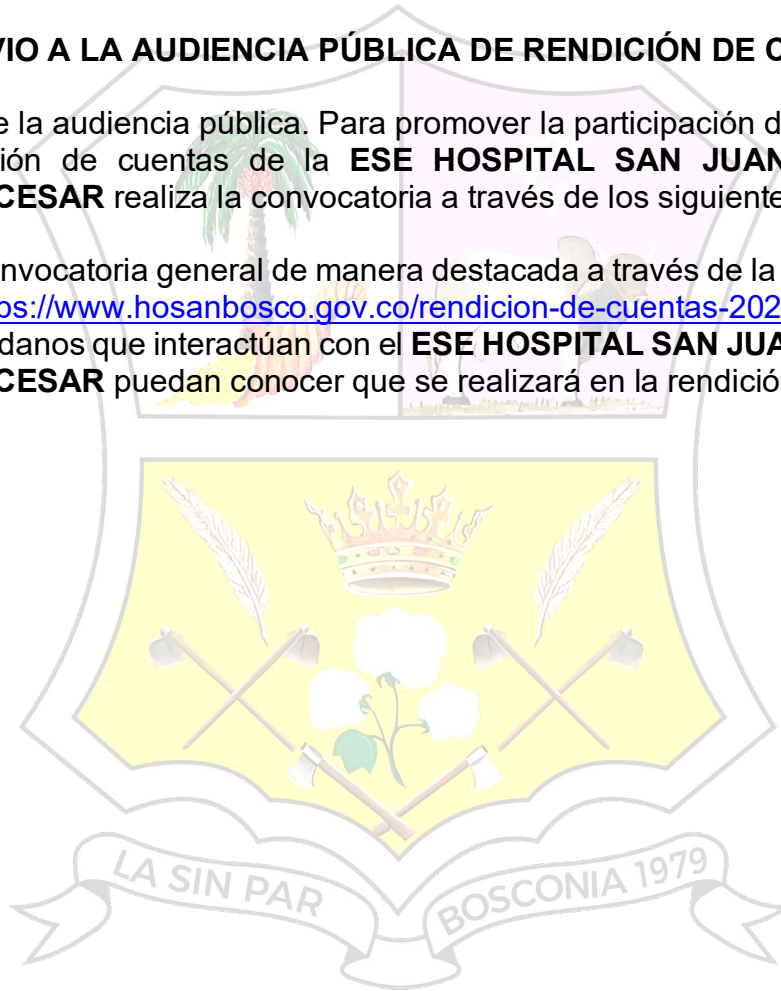 VIO A LA AUDIENCIA PÚBLICA DE RENDICIÓN DE C
e la audiencia pública. Para promover la participación d
ión de cuentas de la ESE HOSPITAL SAN JUAN
CESAR realiza la convocatoria a través de los siguiente
nvocatoria general de manera destacada a través de la
ps://www.hosanbosco.gov.co/rendicion-de-cuentas-202
danos que interactúan con el ESE HOSPITAL SAN JUA
CESAR puedan conocer que se realizará en la rendición
LA SIN PAR BOSCONIA 1979